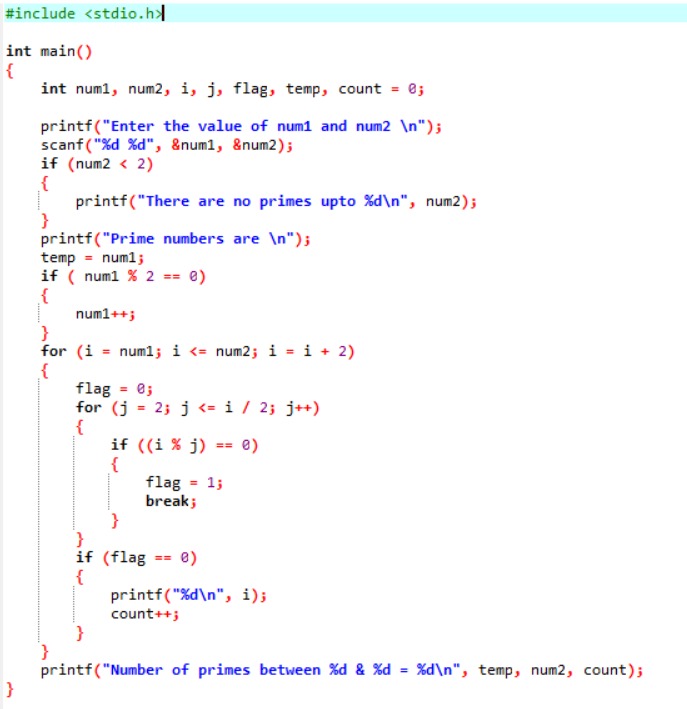 #include <stdio.h>
int main()
{
    int num1, num2, i, j, flag, temp, count = 0;
    printf("Enter the value of num1 and num2 \n");
    scanf("%d %d", &num1, &num2);
    if (num2 < 2)
    {
        printf("There are no primes upto %d\n", num2);
    }
    printf("Prime numbers are \n");
    temp = num1;
    if ( num1 % 2 == 0)
    {
        num1++;
    }
    for (i = num1; i <= num2; i = i + 2)
    {
        flag = 0;
        for (j = 2; j <= i / 2; j++)
        {
            if ((i % j) == 0)
            {
                flag = 1;
                break;
            }
        }
        if (flag == 0)
        {
            printf("%d\n", i);
            count++;
        }
    }
    printf("Number of primes between %d & %d = %d\n", temp, num2, count);
}